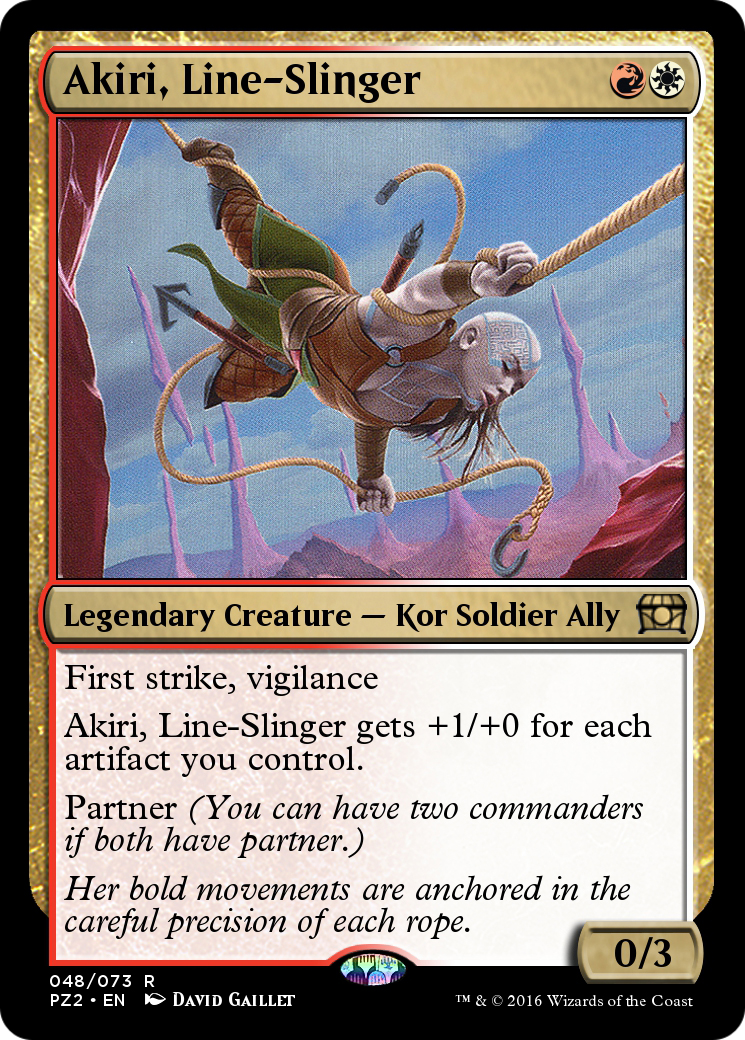 Akiri, Line-Slinger
Legendary Creature — Kor Soldier Ally
First strike, vigilance
Akiri, Line-Slinger gets +1/+0 for each
artifact you control.
Partner (You can have two commanders
if both have partner.)
Her bold movements are anchored in the
careful precision of each rope.
0/3
048/073 R
PZ2 • EN David Gaillet
™ & © 2016 Wizards of the Coast